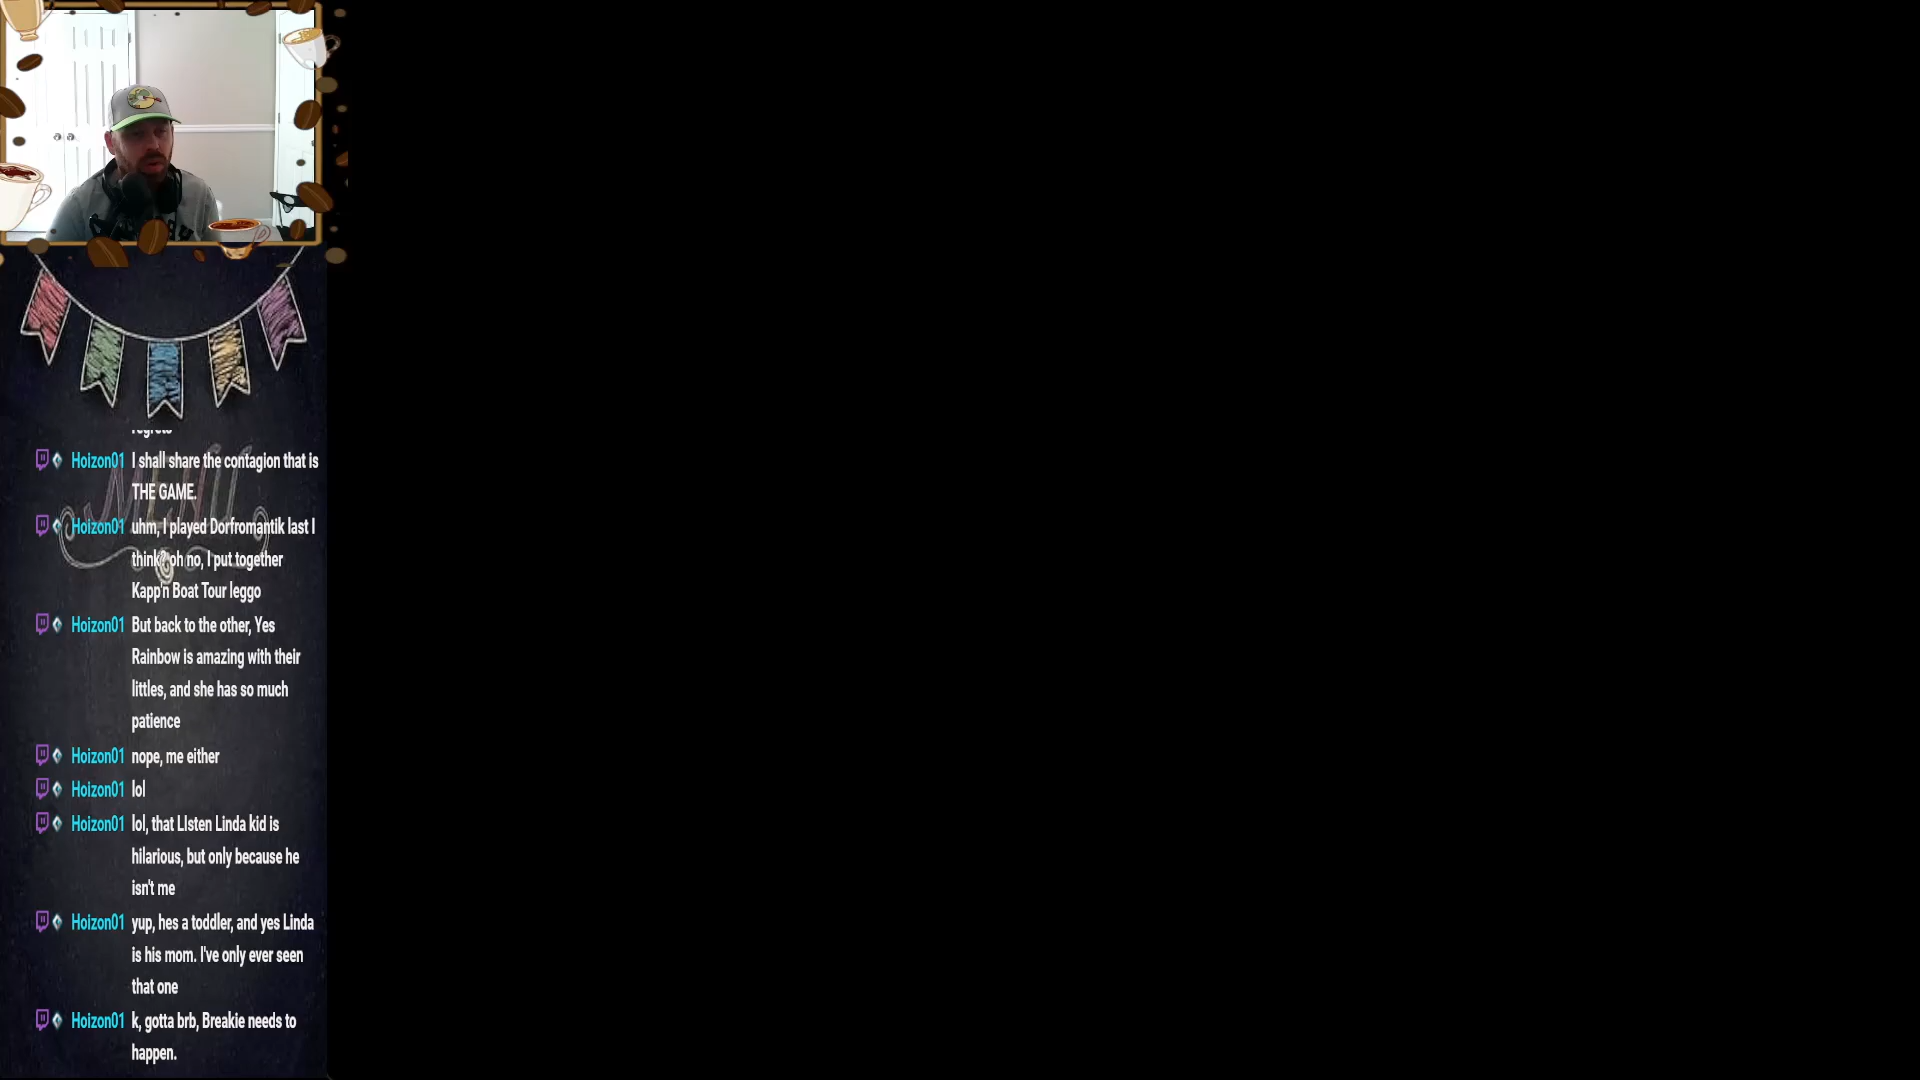 Hoizon01 I shall share the contagion that is
THE GAME.
Hoizon01 uhm, I played Dorfromantik last I
think? oh no, I put together
Kapp'n Boat Tour leggo
Hoizon01 But back to the other, Yes
Rainbow is amazing with their
littles, and she has so much
patience
Hoizon01 nope, me either
Hoizon01 lol
Hoizon01 lol, that LIsten Linda kid is
hilarious, but only because he
isn't me
Hoizon01 yup, hes a toddler, and yes Linda
is his mom. I've only ever seen
that one
Hoizon01 k, gotta brb, Breakie needs to
happen.